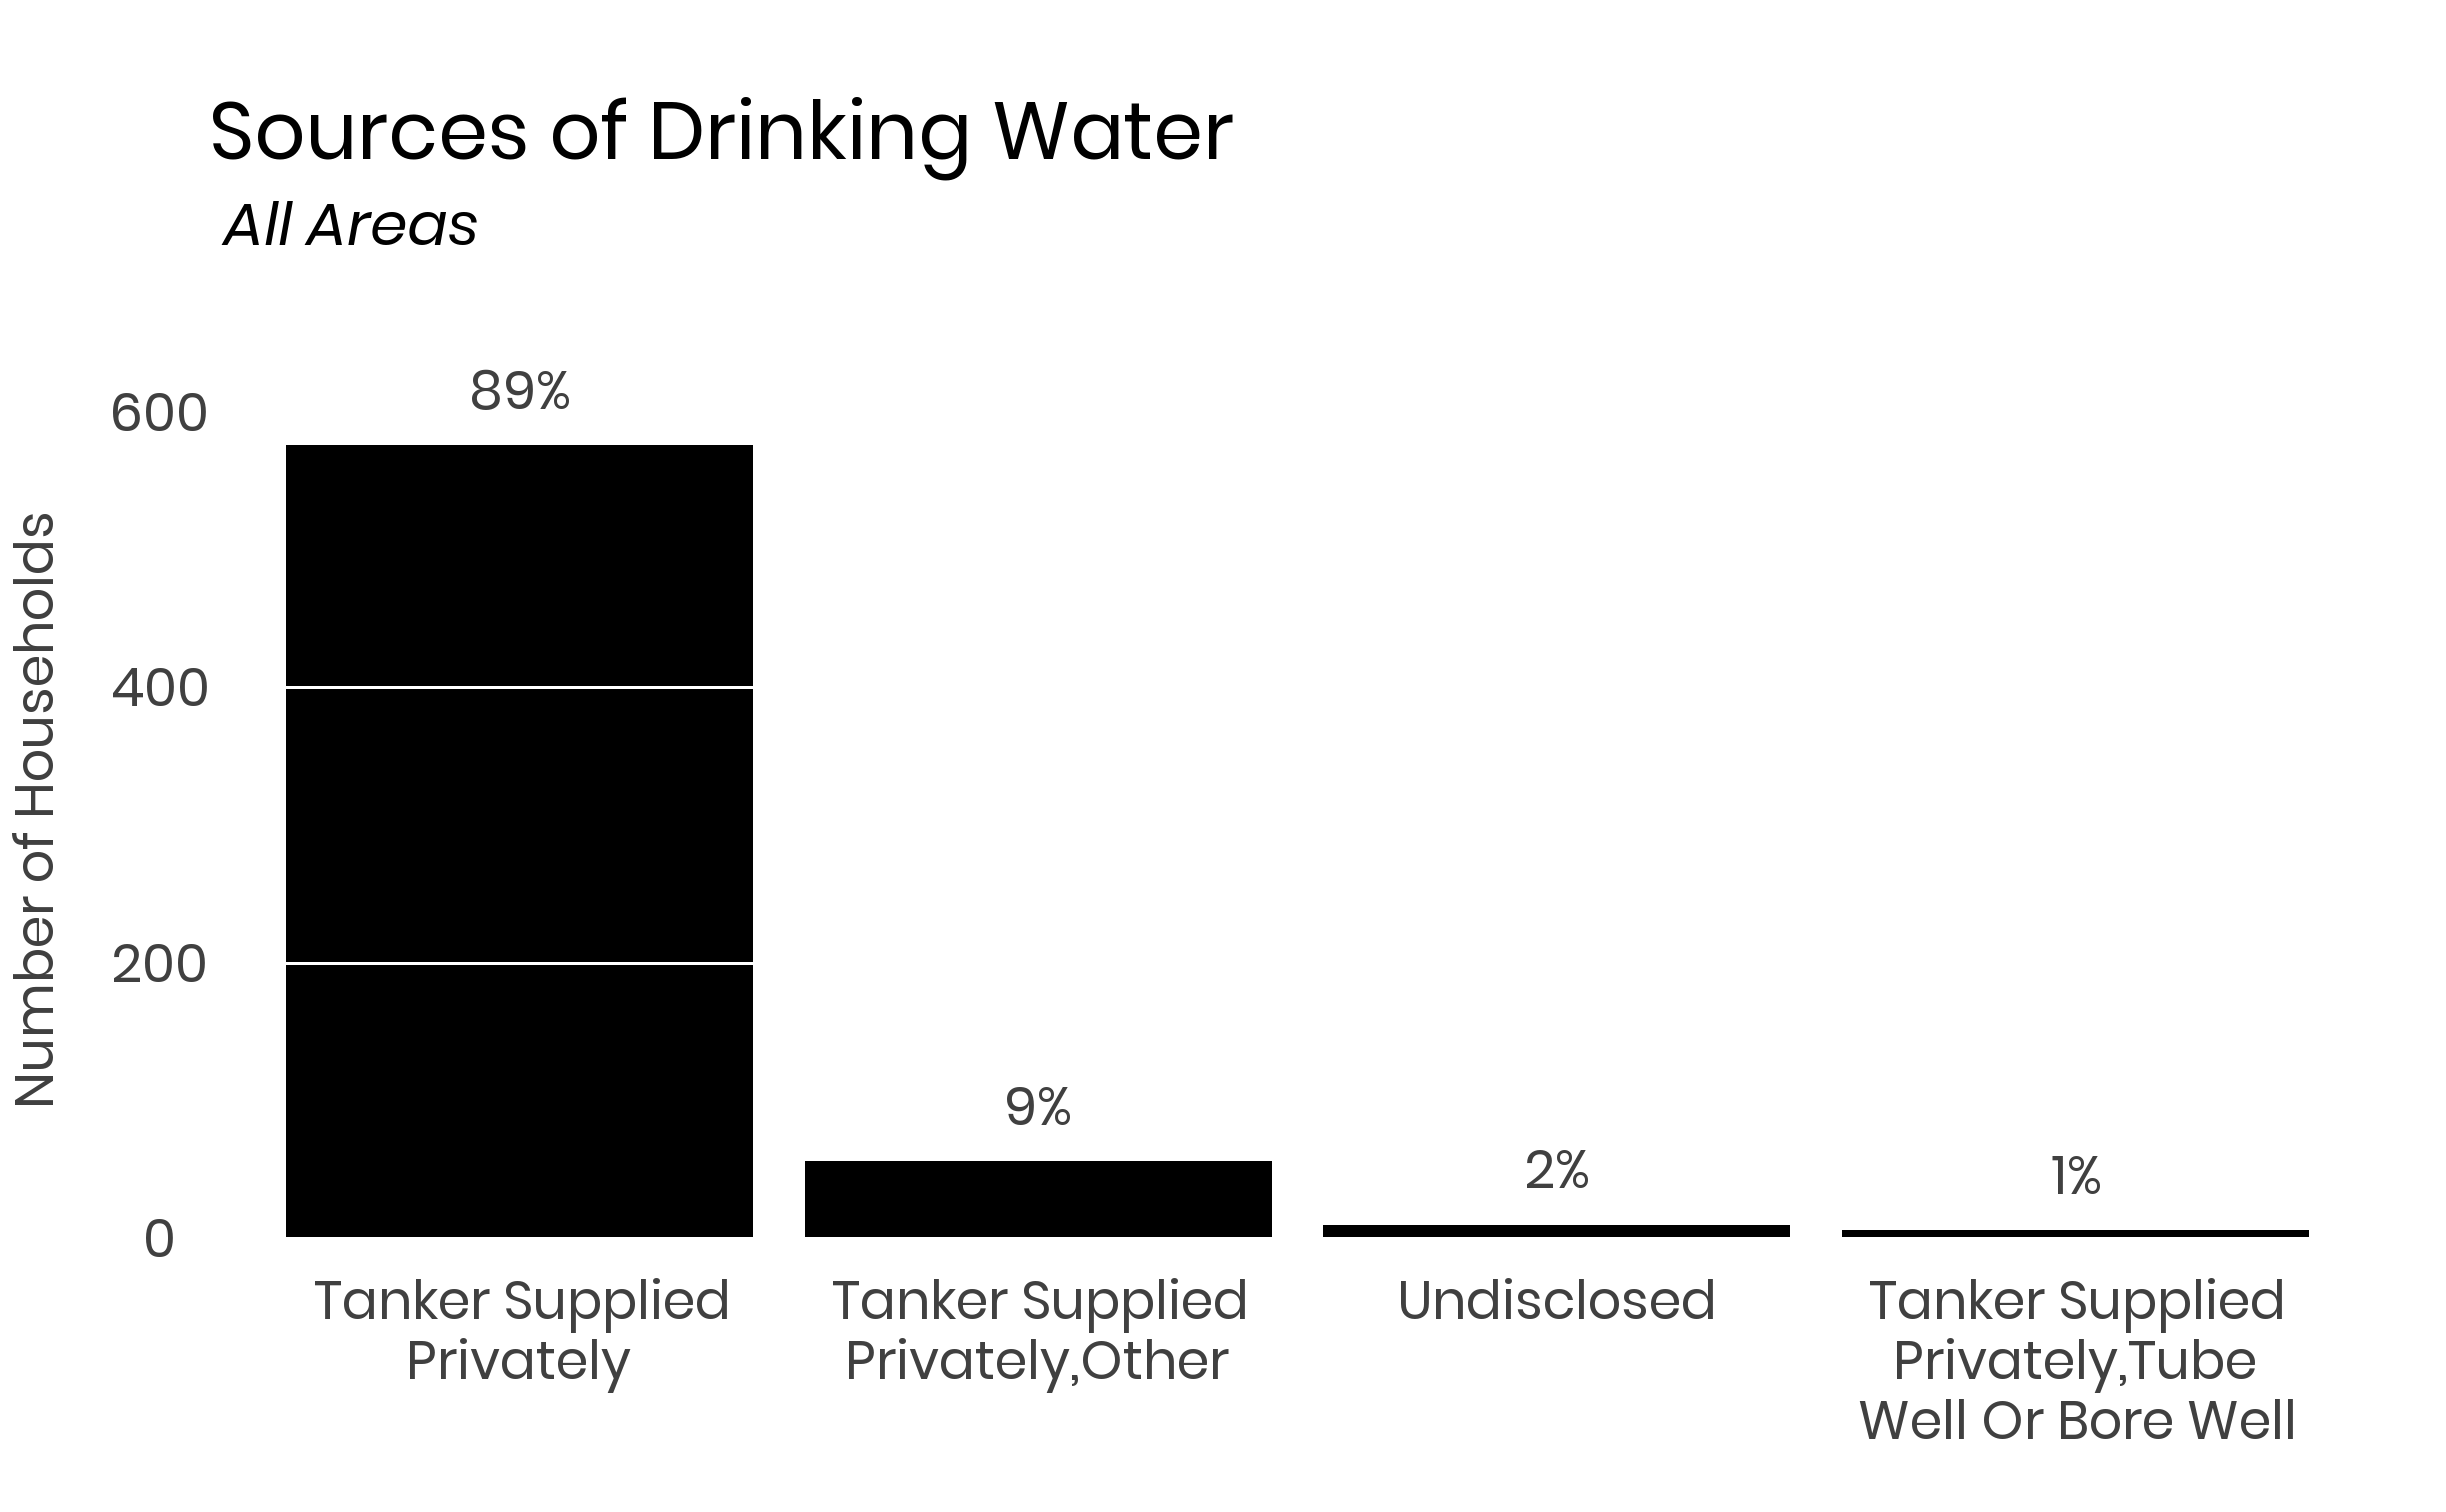 Sources of Drinking Water
All Areas
89%
600
400
200
0
Number of Households
9%
2%
1%
Tanker Supplied
Privately
Tanker Supplied
Privately,Other
Undisclosed
Tanker Supplied
Privately,Tube
Well Or Bore Well